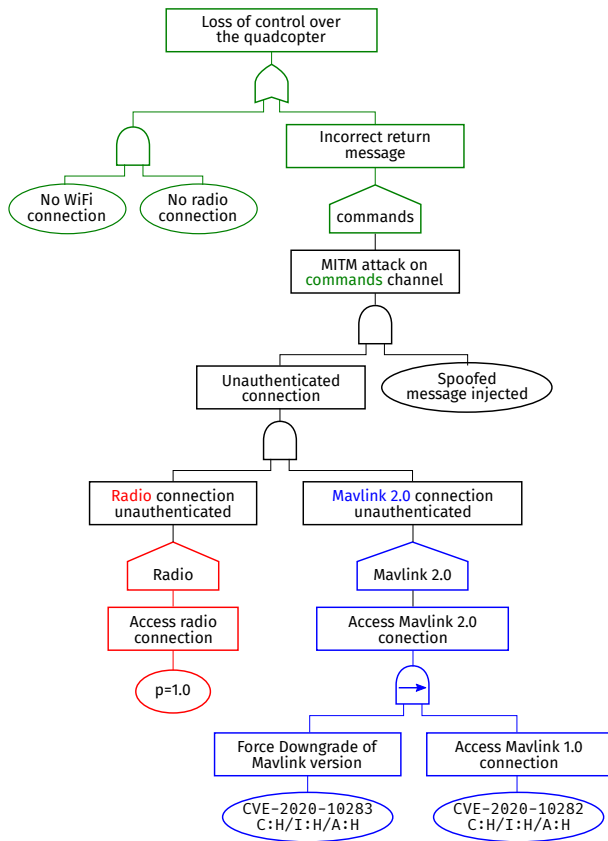 Loss of control over
the quadcopter
Incorrect return
message
No WiFi
connection
No radio
connection
commands
MITM attack on
commands channel
Unauthenticated
connection
Spoofed
message injected
Radio connection
unauthenticated
Mavlink 2.0 connection
unauthenticated
Radio
Mavlink 2.0
Access radio
connection
Access Mavlink 2.0
conection
p=1.0
Force Downgrade of
Mavlink version
Access Mavlink 1.0
connection
CVE-2020-10283
C:H/I:H/A:H
CVE-2020-10282
C:H/I:H/A:H